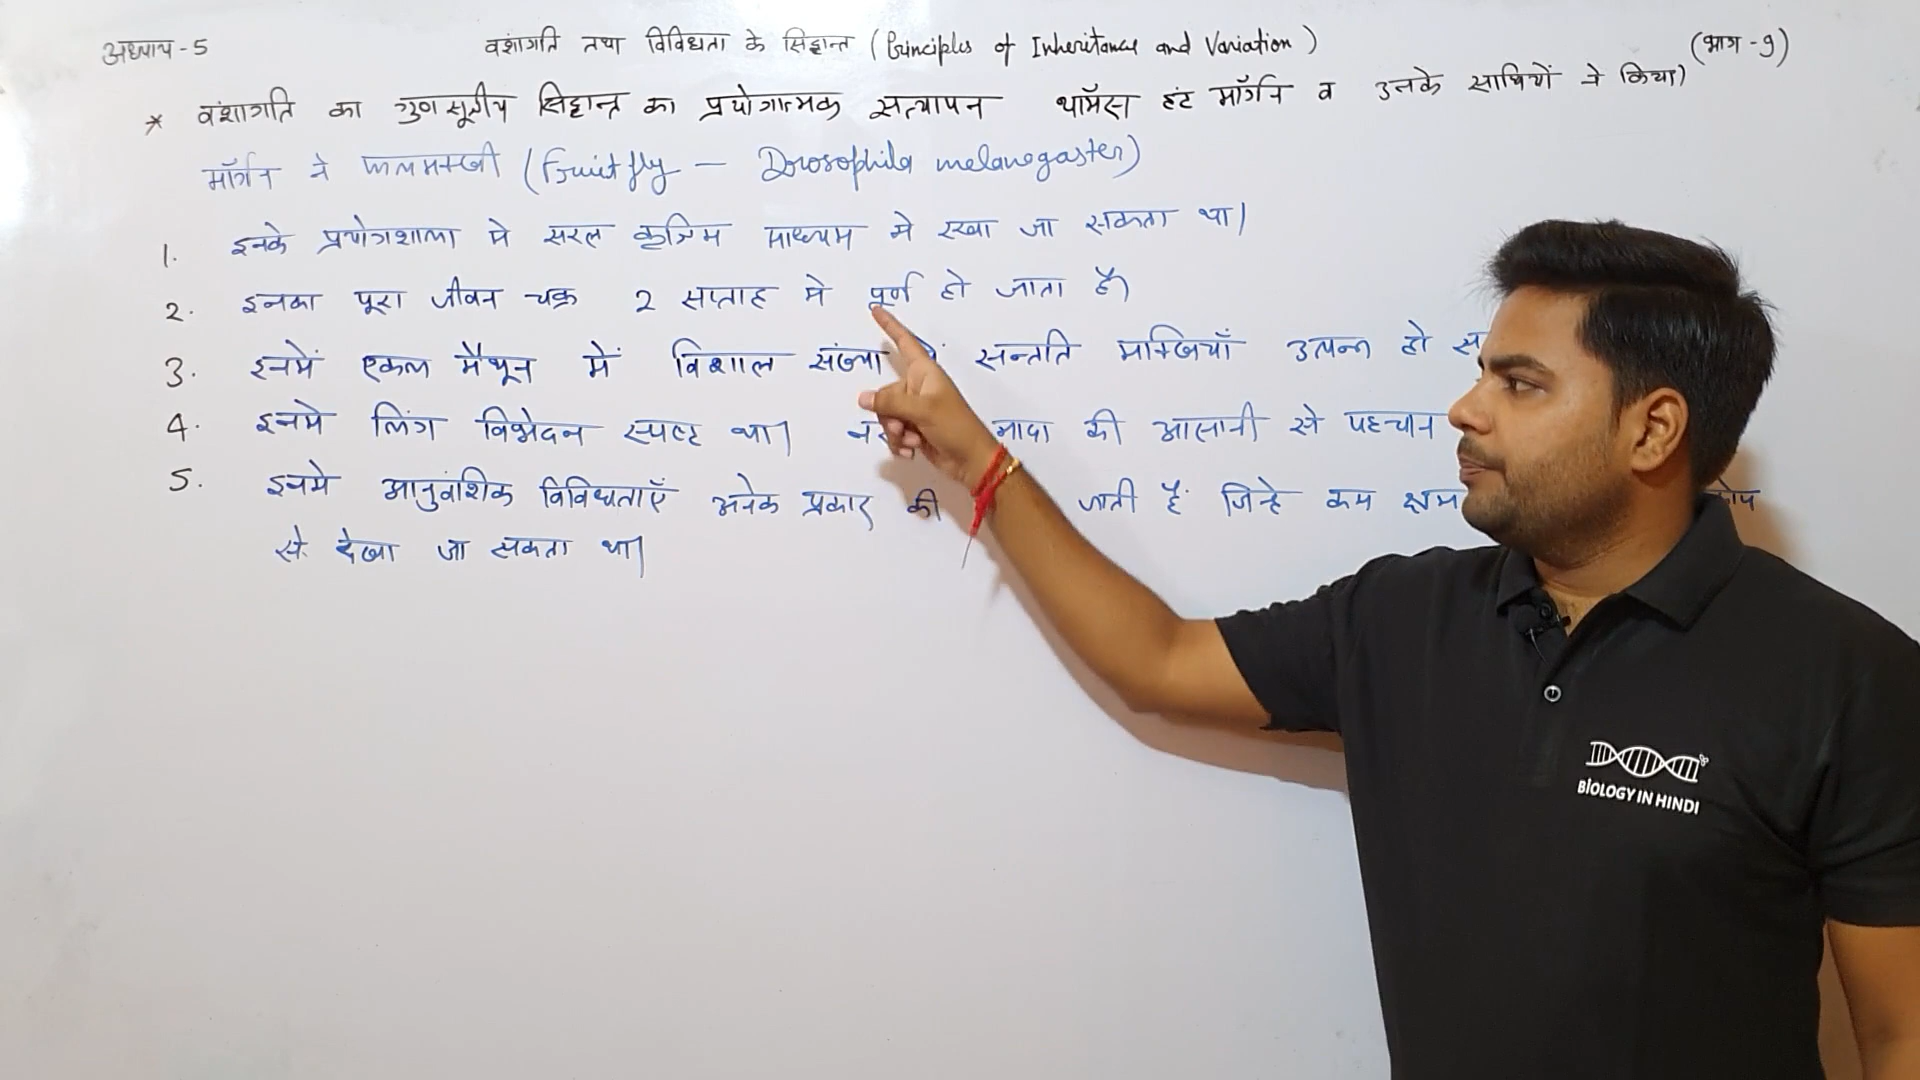 अध्याय - 5
वंशागति तथा विविधता के सिद्धान्त ( Principles of Inheritance and Variation )
(भाग - 9)
* वंशागति का गुणसूत्रीय सिद्धान्त का प्रयोगात्मक सत्यापन थॉमस हंट मॉर्गन व उनके साथियों ने किया।
मॉर्गन ने फलमक्खी (Fruit fly — Drosophila melanogaster)
1. इनके प्रयोगशाला मे सरल कृत्रिम माध्यम मे रखा जा सकता था।
2. इनका पूरा जीवन चक्र 2 सप्ताह मे पूर्ण हो जाता है।
3. इनमें एकल मैथून में विशाल संख्या में सन्तति मक्खियाँ उत्पन्न हो
4. इनमे लिंग विभेदन स्पष्ट था। मादा की आसानी से पहचान
5. इनमे आनुवंशिक विविधताएँ अनेक प्रकार की जाती है जिन्हे कम
से देखा जा सकता था।
BIOLOGY IN HINDI